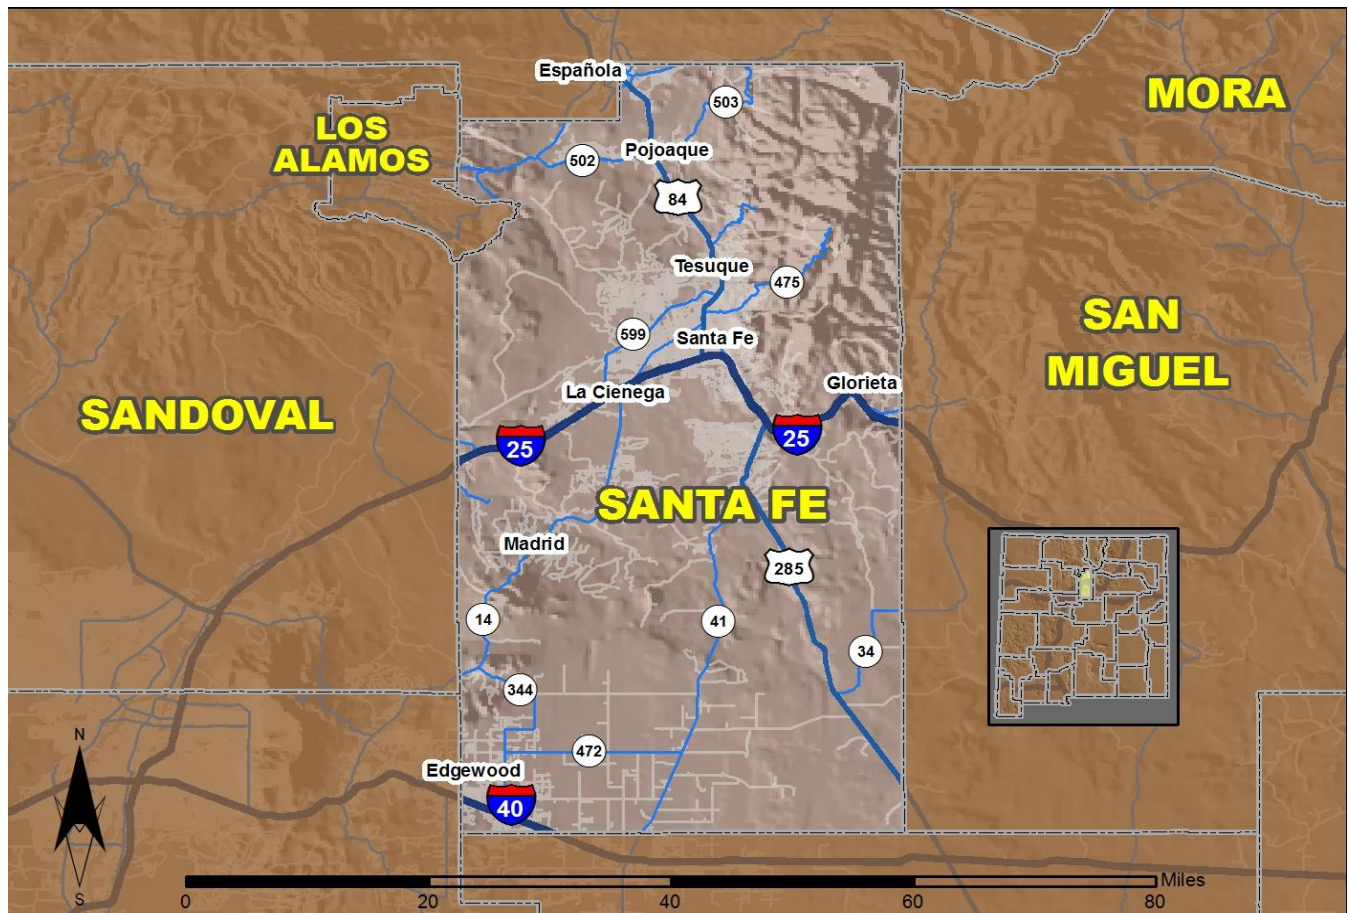 Española
503
MORA
LOS
ALAMOS
Pojoaque
502
84
Tesuque
475
SAN
MIGUEL
599
Santa Fe
Glorieta
La Cienega
SANDOVAL
25
25
SANTA FE
Madrid
285
14
41
34
344
N
472
Edgewood
40
S
Miles
0
20
40
60
80